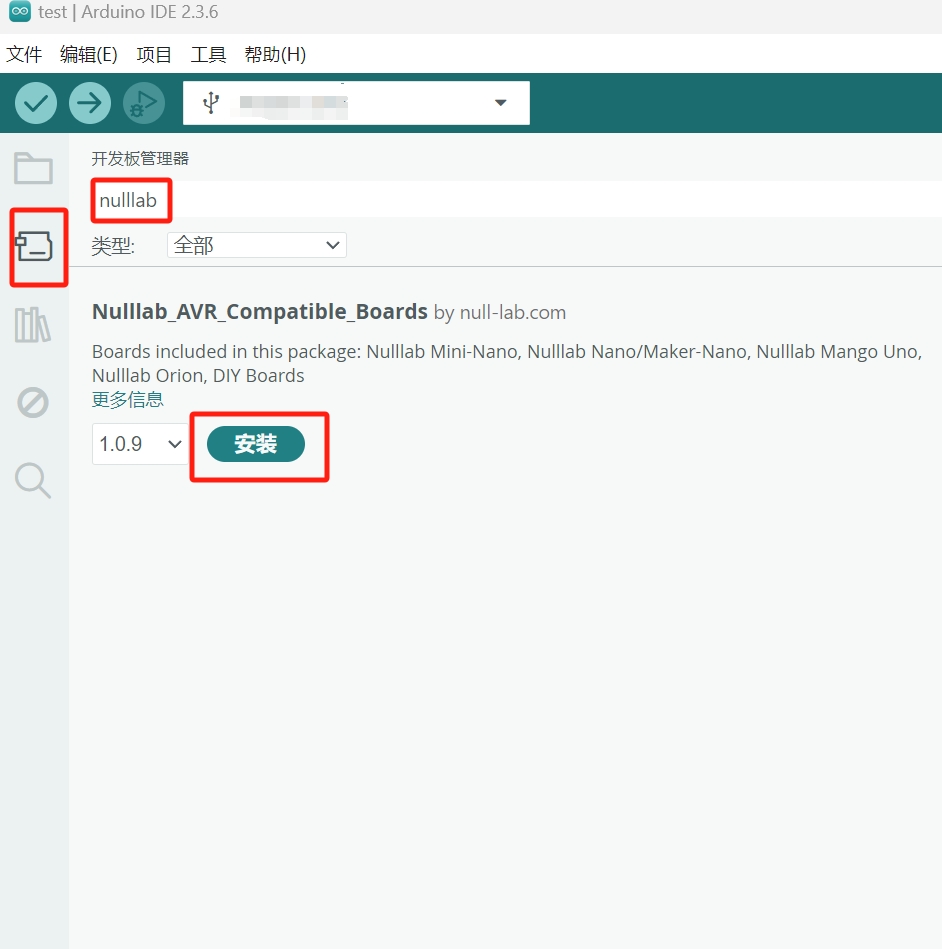 test | Arduino IDE 2.3.6
文件 编辑(E) 项目 工具 帮助(H)
开发板管理器
nulllab
类型: 全部
Nulllab_AVR_Compatible_Boards by null-lab.com
Boards included in this package: Nulllab Mini-Nano, Nulllab Nano/Maker-Nano, Nulllab Mango Uno,
Nulllab Orion, DIY Boards
更多信息
1.0.9 安装